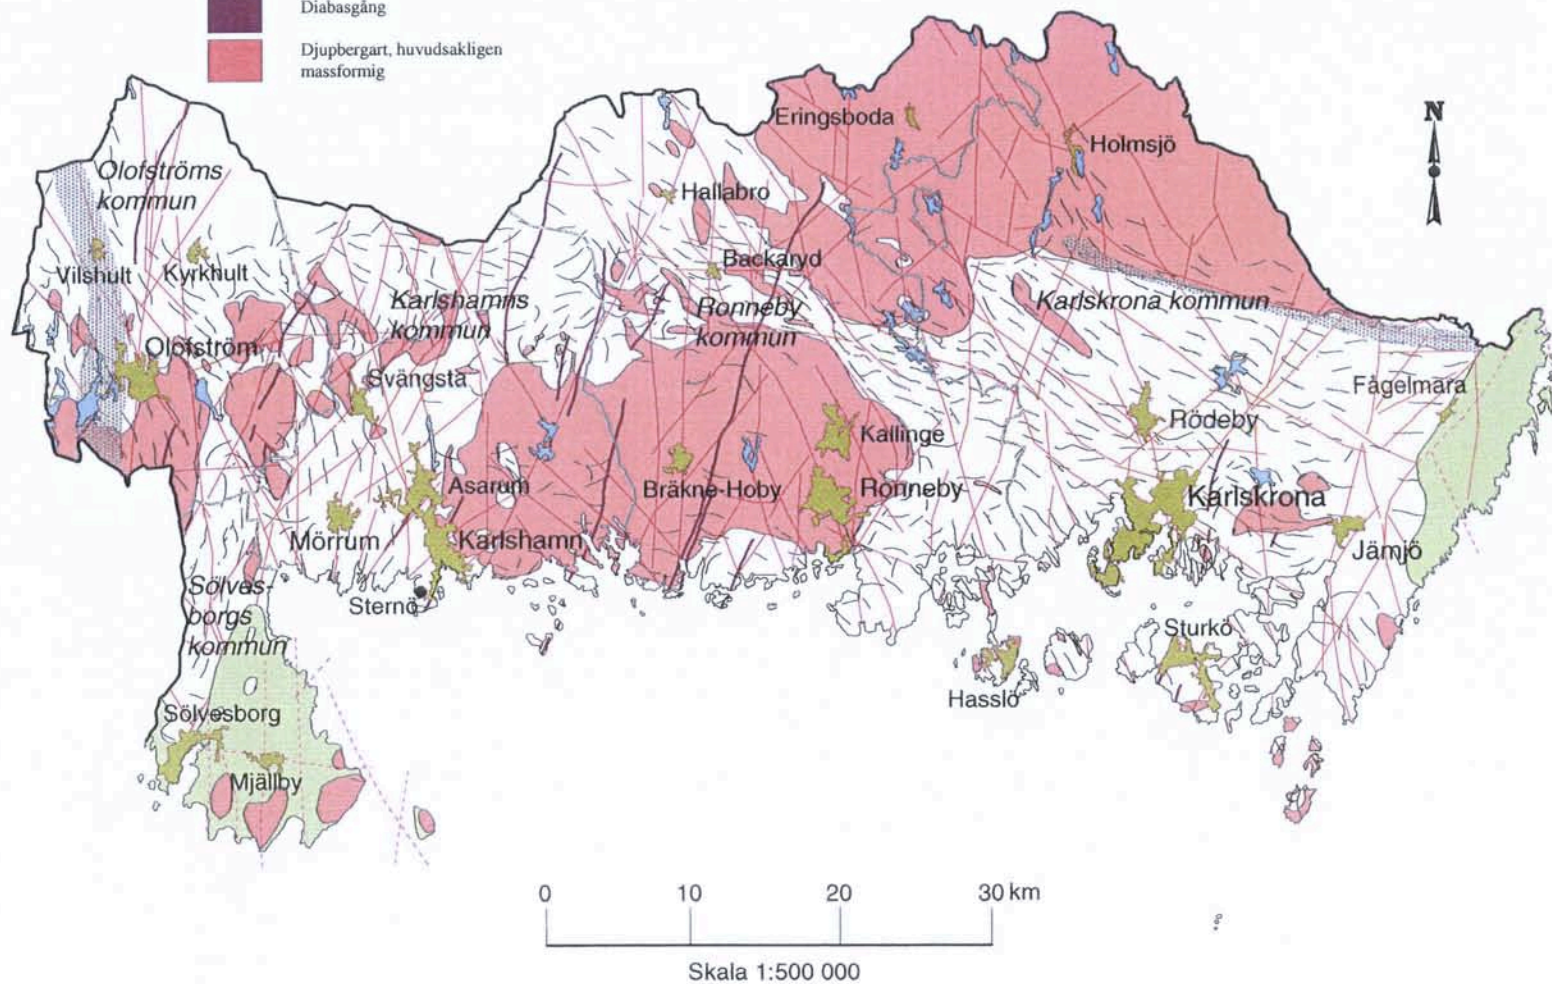 Diabasgång
Djupbergart, huvudsakligen
massformig
N
Eringsboda
Holmsjö
Olofströms
kommun
Hallabro
Vilshult
Kyrkhult
Backaryd
Karlshamns
kommun
Ronneby
kommun
Karlskrona kommun
Olofström
Svängsta
Fågelmara
Rödeby
Kallinge
Asarum
Bräkne-Hoby
Ronneby
Karlskrona
Mörrum
Karlshamn
Jämjö
Sölves-
borgs
kommun
Sternö
Sturkö
Hasslö
Sölvesborg
Mjällby
0 10 20 30 km
Skala 1:500 000